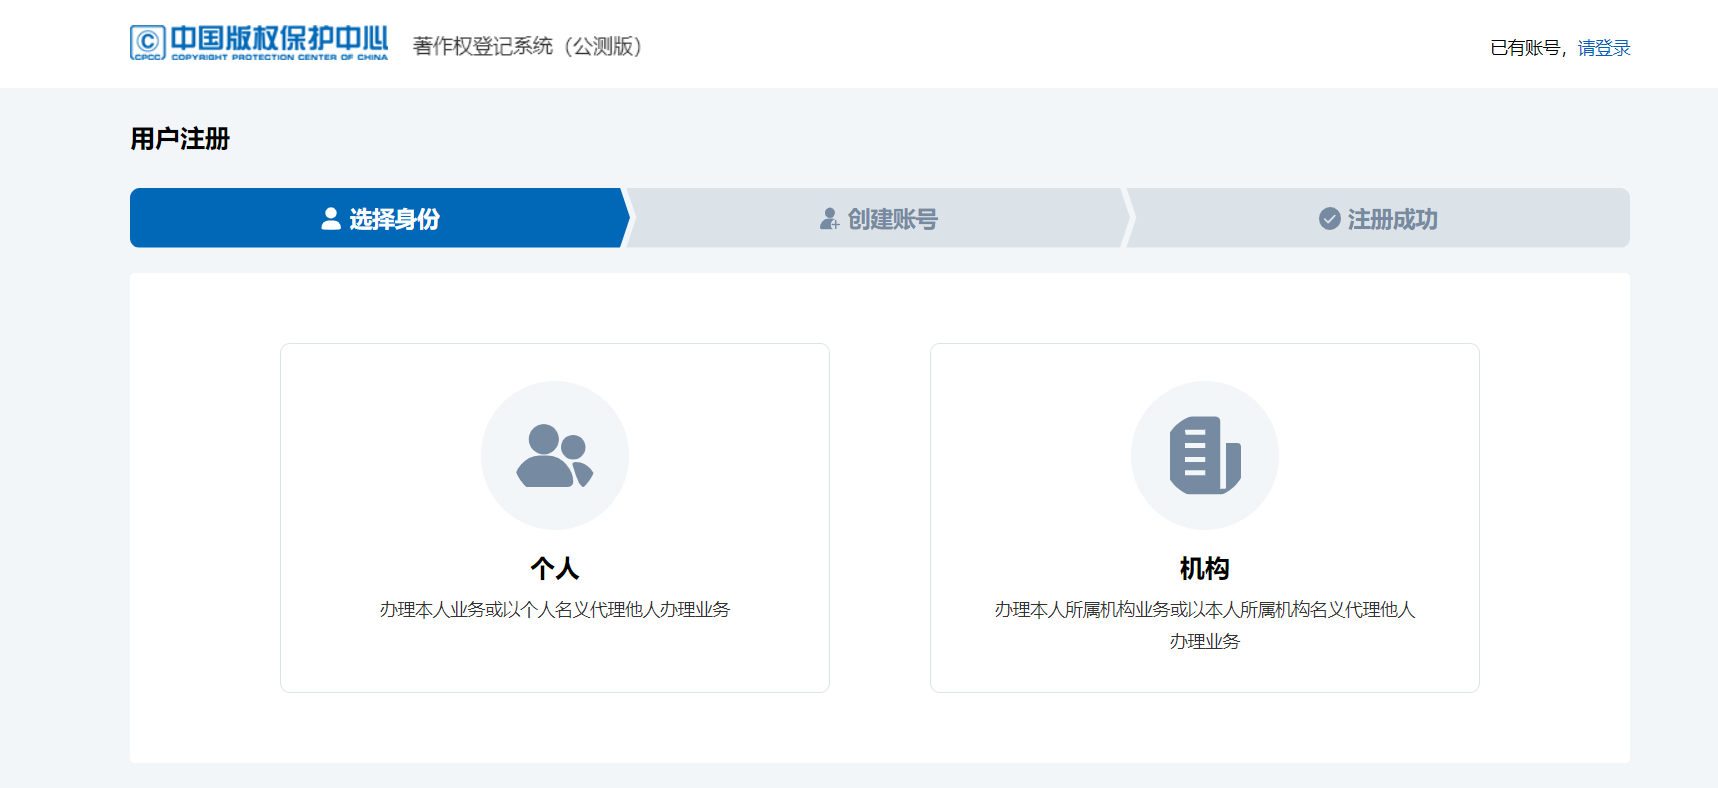 中国版权保护中心
CPCC COPYRIGHT PROTECTION CENTER OF CHINA
著作权登记系统（公测版）
已有账号，请登录
用户注册
选择身份
创建账号
注册成功
个人
办理本人业务或以个人名义代理他人办理业务
机构
办理本人所属机构业务或以本人所属机构名义代理他人
办理业务